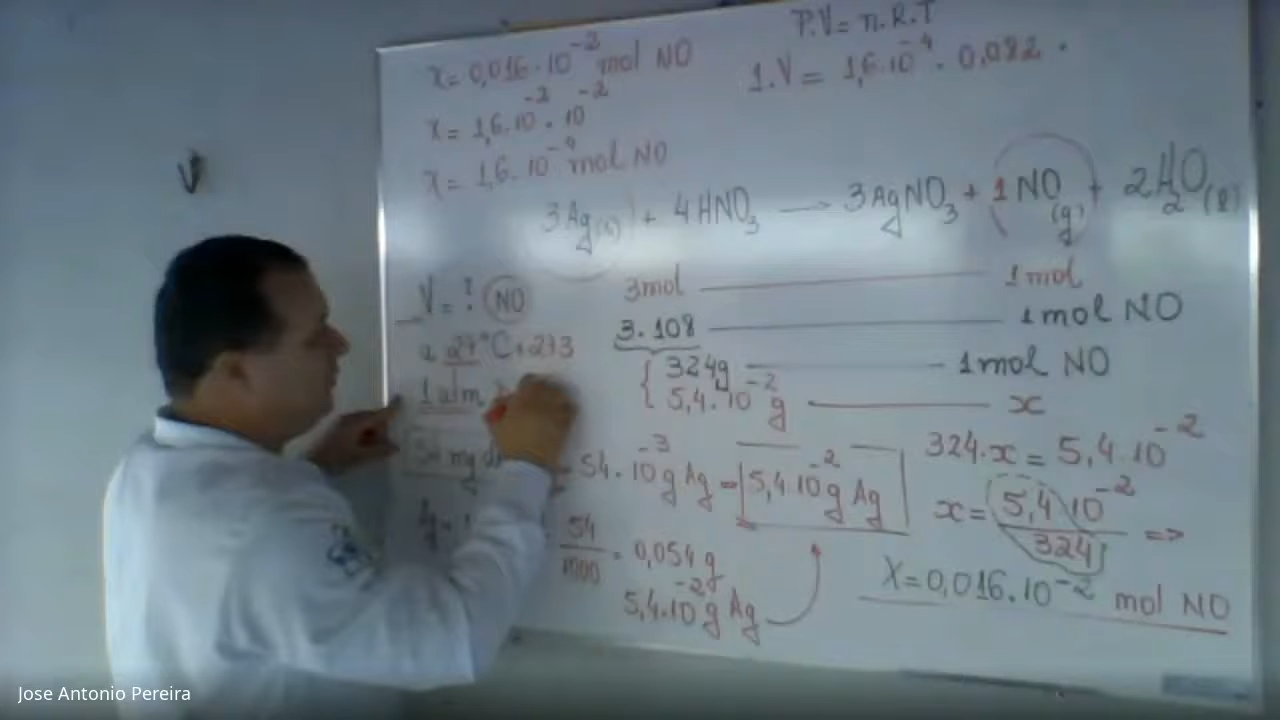 P.V = n.R.T
1.V = 1,6.10⁻⁴ . 0,082 .
X = 0,016.10⁻² mol NO
X = 1,6.10⁻² . 10⁻²
X = 1,6.10⁻⁴ mol NO
3Ag(s) + 4HNO₃ → 3AgNO₃ + 1NO(g) + 2H₂O(l)
V = ? NO
a 27°C+273
1 atm
54 mg
3mol 1mol
3.108 1mol NO
324g 1mol NO
5,4.10⁻² g x
54.10⁻³ g Ag = 5,4.10⁻² g Ag
54/1000 = 0,054 g
5,4.10⁻² g Ag
324.x = 5,4.10⁻²
x = 5,4.10⁻²/324 =>
X = 0,016.10⁻² mol NO
Jose Antonio Pereira